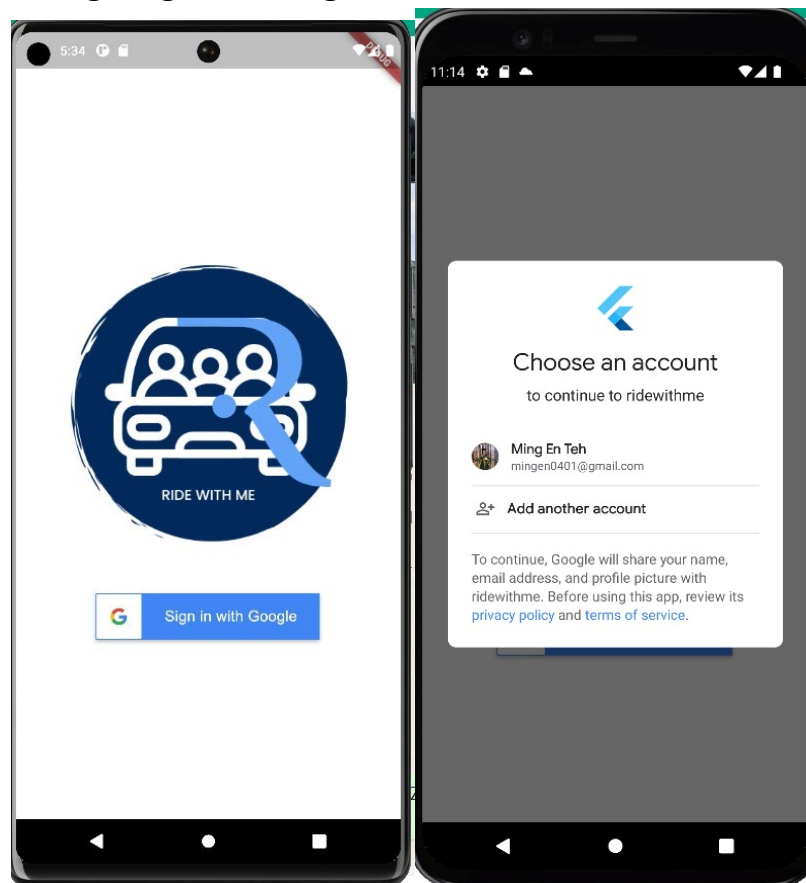 5:34
DEBUG
RIDE WITH ME
Sign in with Google
11:14
Choose an account
to continue to ridewithme
Ming En Teh
mingen0401@gmail.com
Add another account
To continue, Google will share your name,
email address, and profile picture with
ridewithme. Before using this app, review its
privacy policy and terms of service.